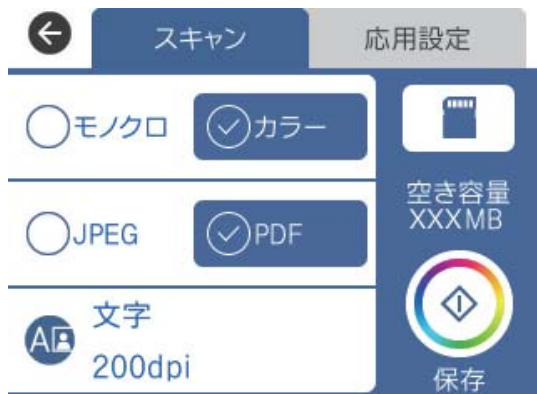 スキャン
応用設定
モノクロ
カラー
JPEG
PDF
A
文字
200dpi
空き容量
XXXMB
保存